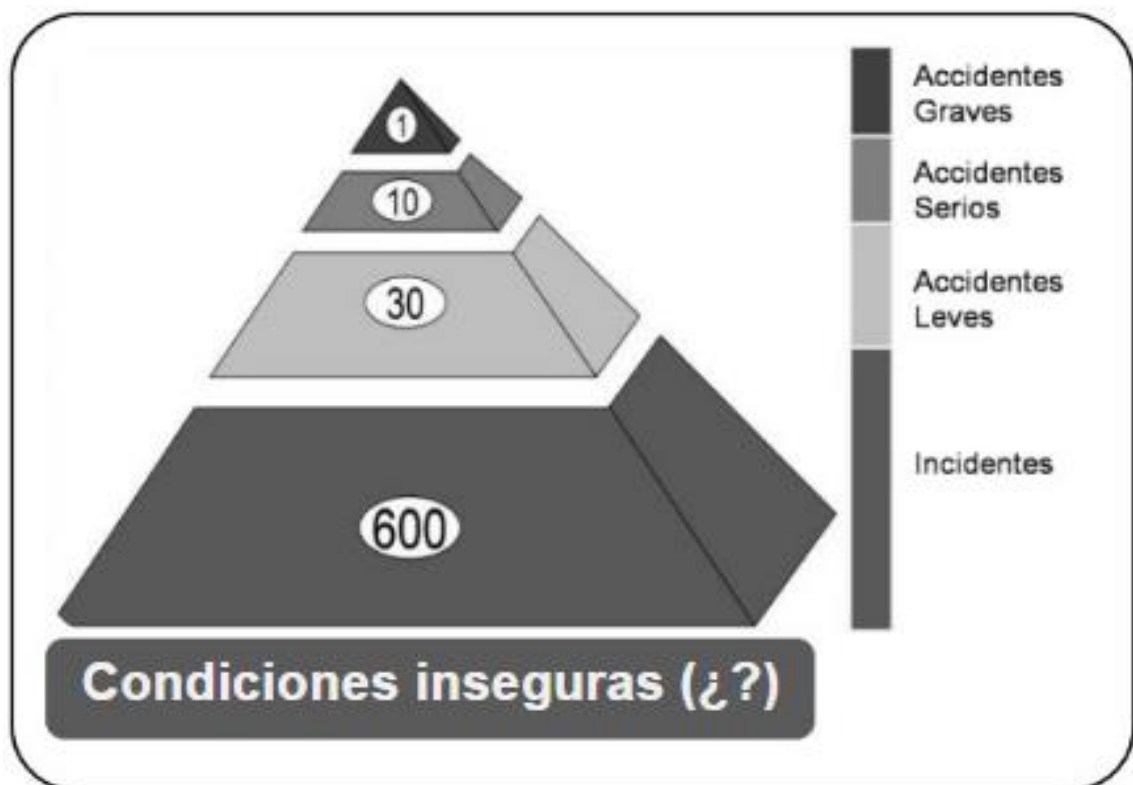 1
10
30
600
Condiciones inseguras (¿?)
Accidentes
Graves
Accidentes
Serios
Accidentes
Leves
Incidentes